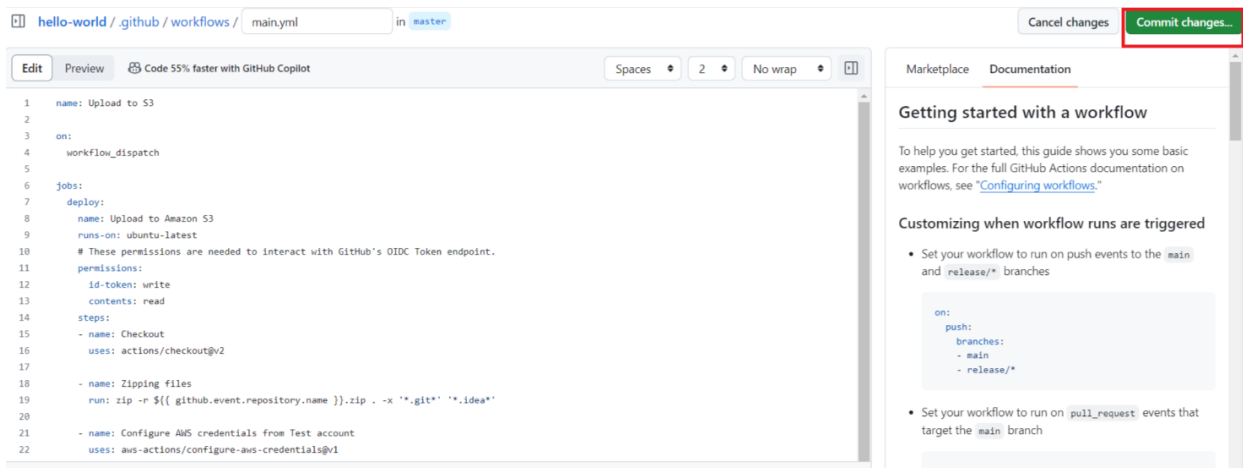 hello-world / .github / workflows / main.yml in master
Cancel changes
Commit changes...
Edit Preview Code 55% faster with GitHub Copilot
Spaces 2 No wrap
1 name: Upload to S3
2
3 on:
4 workflow_dispatch
5
6 jobs:
7 deploy:
8 name: Upload to Amazon S3
9 runs-on: ubuntu-latest
10 # These permissions are needed to interact with GitHub's OIDC Token endpoint.
11 permissions:
12 id-token: write
13 contents: read
14 steps:
15 - name: Checkout
16 uses: actions/checkout@v2
17
18 - name: Zipping files
19 run: zip -r ${{ github.event.repository.name }}.zip . -x '*.git*' '*.idea*'
20
21 - name: Configure AWS credentials from Test account
22 uses: aws-actions/configure-aws-credentials@v1
Marketplace Documentation
Getting started with a workflow
To help you get started, this guide shows you some basic
examples. For the full GitHub Actions documentation on
workflows, see "Configuring workflows."
Customizing when workflow runs are triggered
• Set your workflow to run on push events to the main
and release/* branches
on:
push:
branches:
- main
- release/*
• Set your workflow to run on pull_request events that
target the main branch